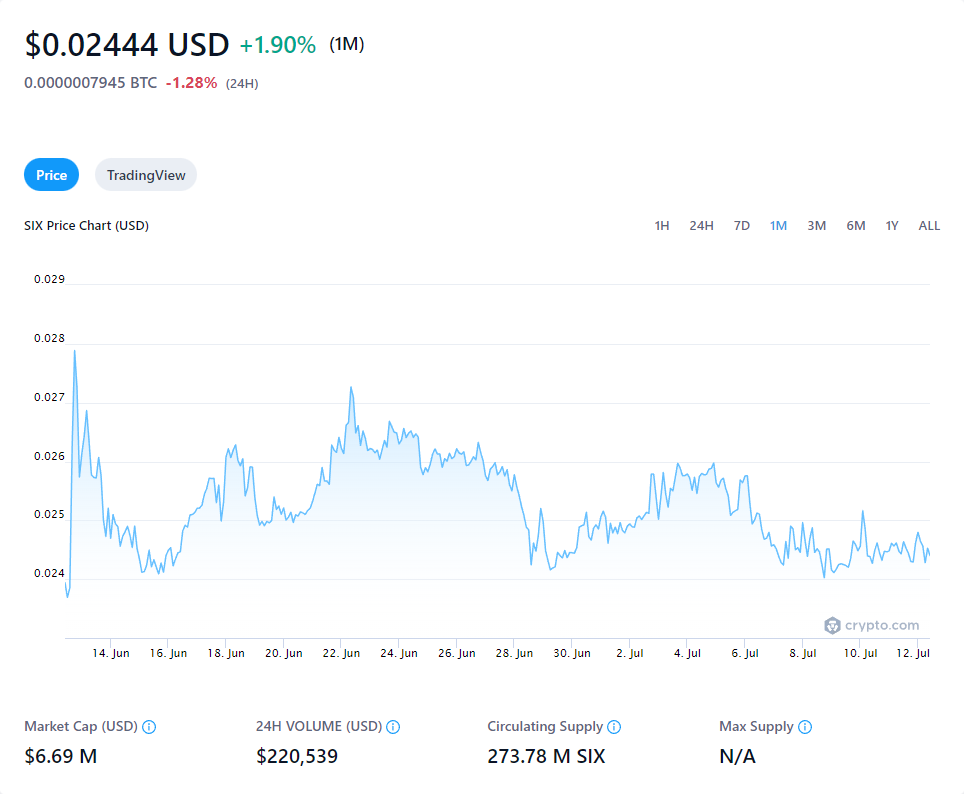 $0.02444 USD +1.90% (1M)
0.0000007945 BTC -1.28% (24H)
Price TradingView
SIX Price Chart (USD) 1H 24H 7D 1M 3M 6M 1Y ALL
0.029
0.028
0.027
0.026
0.025
0.024
crypto.com
14. Jun 16. Jun 18. Jun 20. Jun 22. Jun 24. Jun 26. Jun 28. Jun 30. Jun 2. Jul 4. Jul 6. Jul 8. Jul 10. Jul 12. Jul
Market Cap (USD) 24H VOLUME (USD) Circulating Supply Max Supply
$6.69 M $220,539 273.78 M SIX N/A